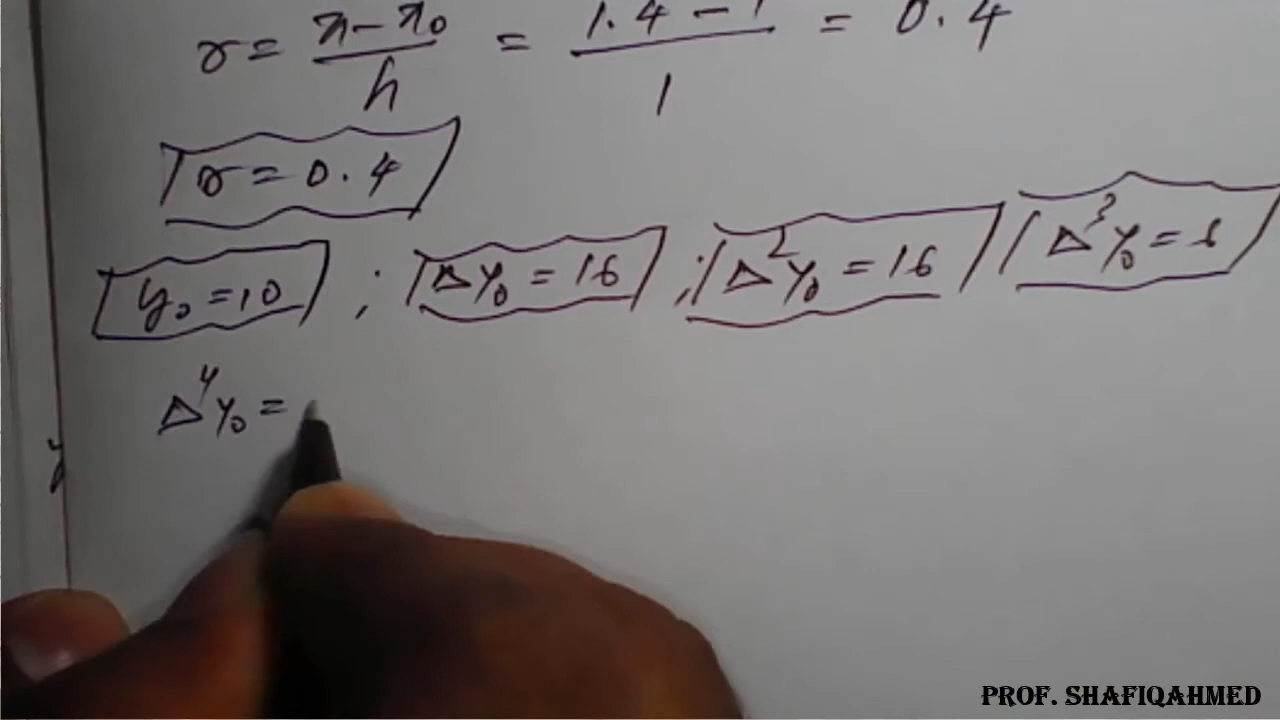 r = x - x₀ / h = 1.4 - 1 / 1 = 0.4
r = 0.4
y₀ = 10 ; Δy₀ = 16 ; Δ²y₀ = 16 Δ³y₀ =
Δ⁴y₀ =
PROF. SHAFIQAHMED